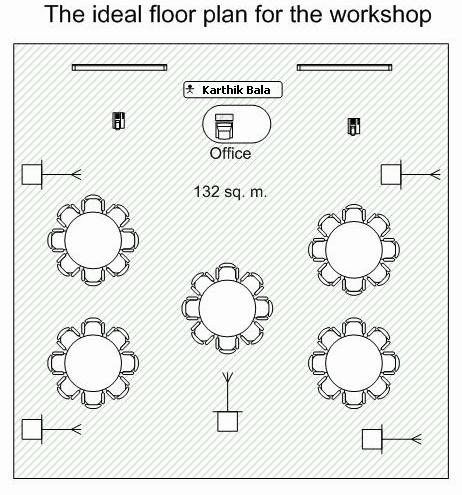 The ideal floor plan for the workshop
Karthik Bala
Office
132 sq. m.